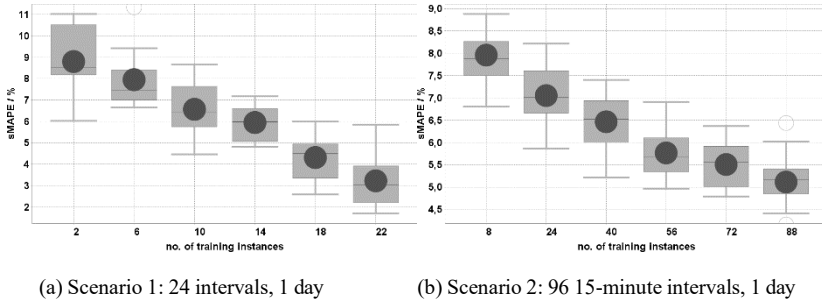 11
10
9
8
7
6
5
4
3
2
sMAPE / %
2 6 10 14 18 22
no. of training instances
9,0
8,5
8,0
7,5
7,0
6,5
6,0
5,5
5,0
4,5
sMAPE / %
8 24 40 56 72 88
no. of training instances
(a) Scenario 1: 24 intervals, 1 day
(b) Scenario 2: 96 15-minute intervals, 1 day